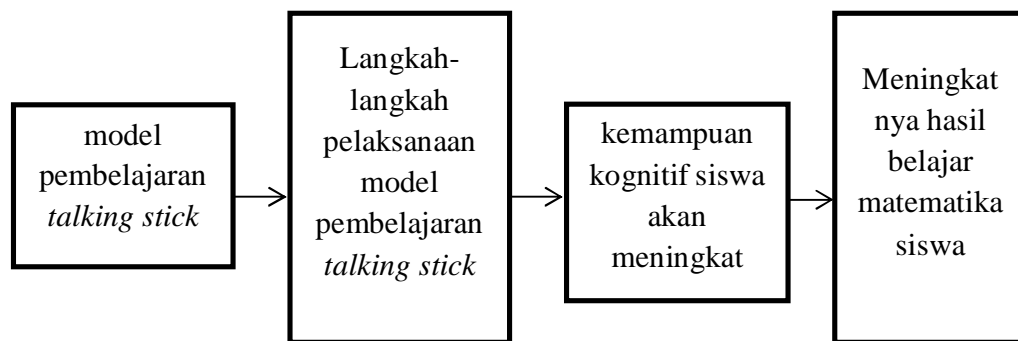 model
pembelajaran
talking stick
Langkah-
langkah
pelaksanaan
model
pembelajaran
talking stick
kemampuan
kognitif siswa
akan
meningkat
Meningkat
nya hasil
belajar
matematika
siswa